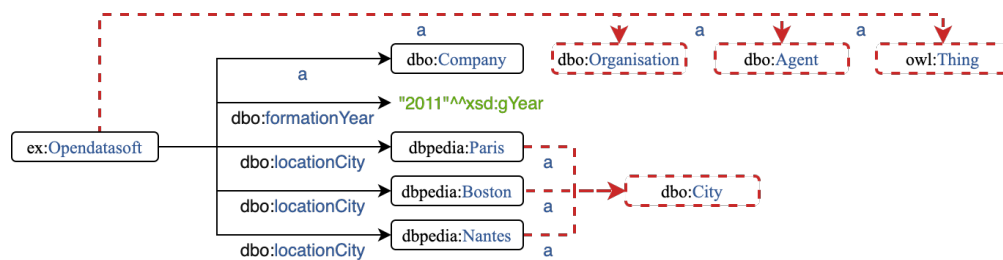 a a a
dbo:Company dbo:Organisation dbo:Agent owl:Thing
a
"2011"^^xsd:gYear
dbo:formationYear
ex:Opendatasoft dbpedia:Paris
dbo:locationCity a
dbpedia:Boston dbo:City
dbo:locationCity a
dbpedia:Nantes
dbo:locationCity a